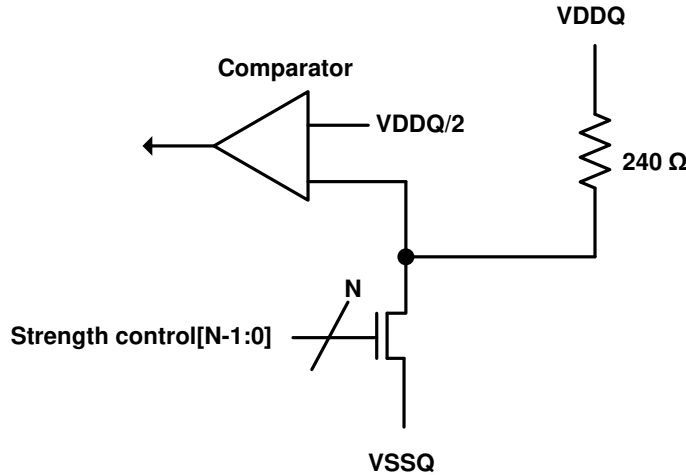 VDDQ
Comparator
VDDQ/2
240 Ω
N
Strength control[N-1:0]
VSSQ